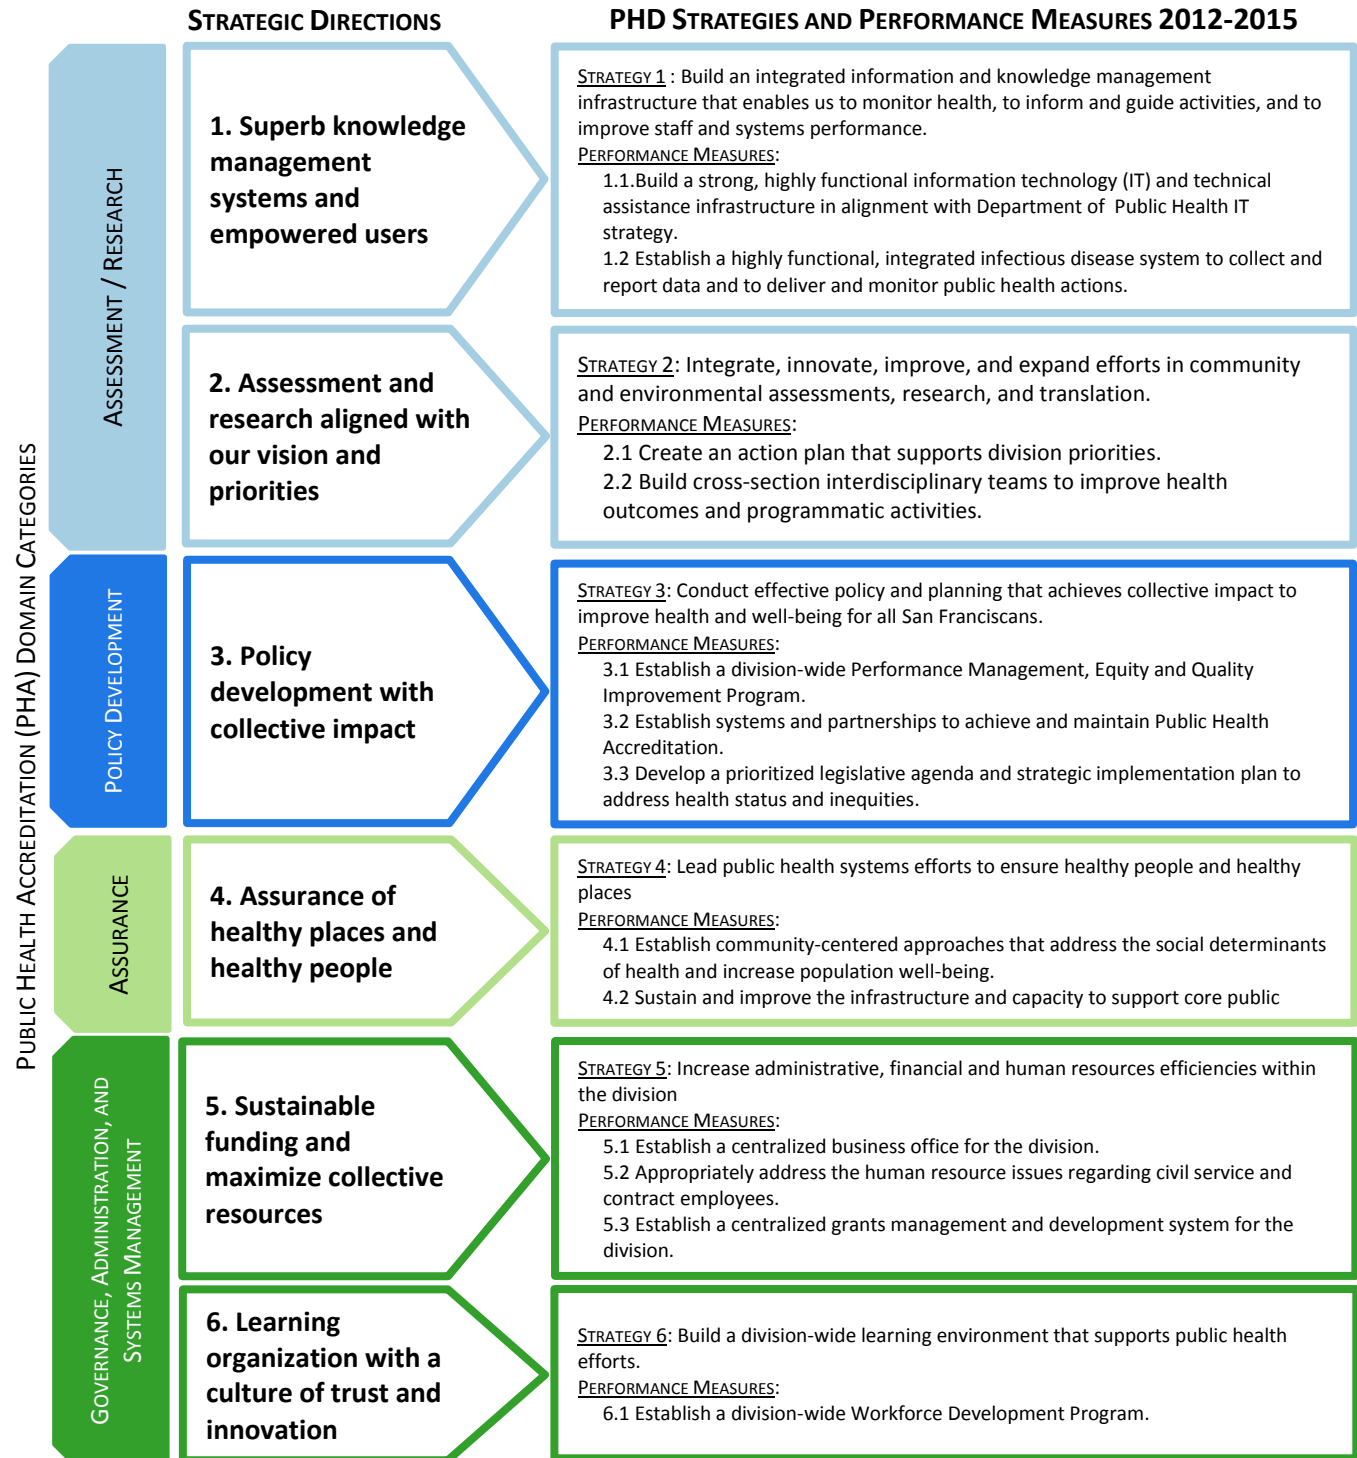 STRATEGIC DIRECTIONS
PHD STRATEGIES AND PERFORMANCE MEASURES 2012-2015
PUBLIC HEALTH ACCREDITATION (PHA) DOMAIN CATEGORIES
ASSESSMENT / RESEARCH
1. Superb knowledge
management
systems and
empowered users
STRATEGY 1 : Build an integrated information and knowledge management
infrastructure that enables us to monitor health, to inform and guide activities, and to
improve staff and systems performance.
PERFORMANCE MEASURES:
1.1.Build a strong, highly functional information technology (IT) and technical
assistance infrastructure in alignment with Department of Public Health IT
strategy.
1.2 Establish a highly functional, integrated infectious disease system to collect and
report data and to deliver and monitor public health actions.
2. Assessment and
research aligned with
our vision and
priorities
STRATEGY 2: Integrate, innovate, improve, and expand efforts in community
and environmental assessments, research, and translation.
PERFORMANCE MEASURES:
2.1 Create an action plan that supports division priorities.
2.2 Build cross-section interdisciplinary teams to improve health
outcomes and programmatic activities.
POLICY DEVELOPMENT
3. Policy
development with
collective impact
STRATEGY 3: Conduct effective policy and planning that achieves collective impact to
improve health and well-being for all San Franciscans.
PERFORMANCE MEASURES:
3.1 Establish a division-wide Performance Management, Equity and Quality
Improvement Program.
3.2 Establish systems and partnerships to achieve and maintain Public Health
Accreditation.
3.3 Develop a prioritized legislative agenda and strategic implementation plan to
address health status and inequities.
ASSURANCE
4. Assurance of
healthy places and
healthy people
STRATEGY 4: Lead public health systems efforts to ensure healthy people and healthy
places
PERFORMANCE MEASURES:
4.1 Establish community-centered approaches that address the social determinants
of health and increase population well-being.
4.2 Sustain and improve the infrastructure and capacity to support core public
GOVERNANCE, ADMINISTRATION, AND
SYSTEMS MANAGEMENT
5. Sustainable
funding and
maximize collective
resources
STRATEGY 5: Increase administrative, financial and human resources efficiencies within
the division
PERFORMANCE MEASURES:
5.1 Establish a centralized business office for the division.
5.2 Appropriately address the human resource issues regarding civil service and
contract employees.
5.3 Establish a centralized grants management and development system for the
division.
6. Learning
organization with a
culture of trust and
innovation
STRATEGY 6: Build a division-wide learning environment that supports public health
efforts.
PERFORMANCE MEASURES:
6.1 Establish a division-wide Workforce Development Program.